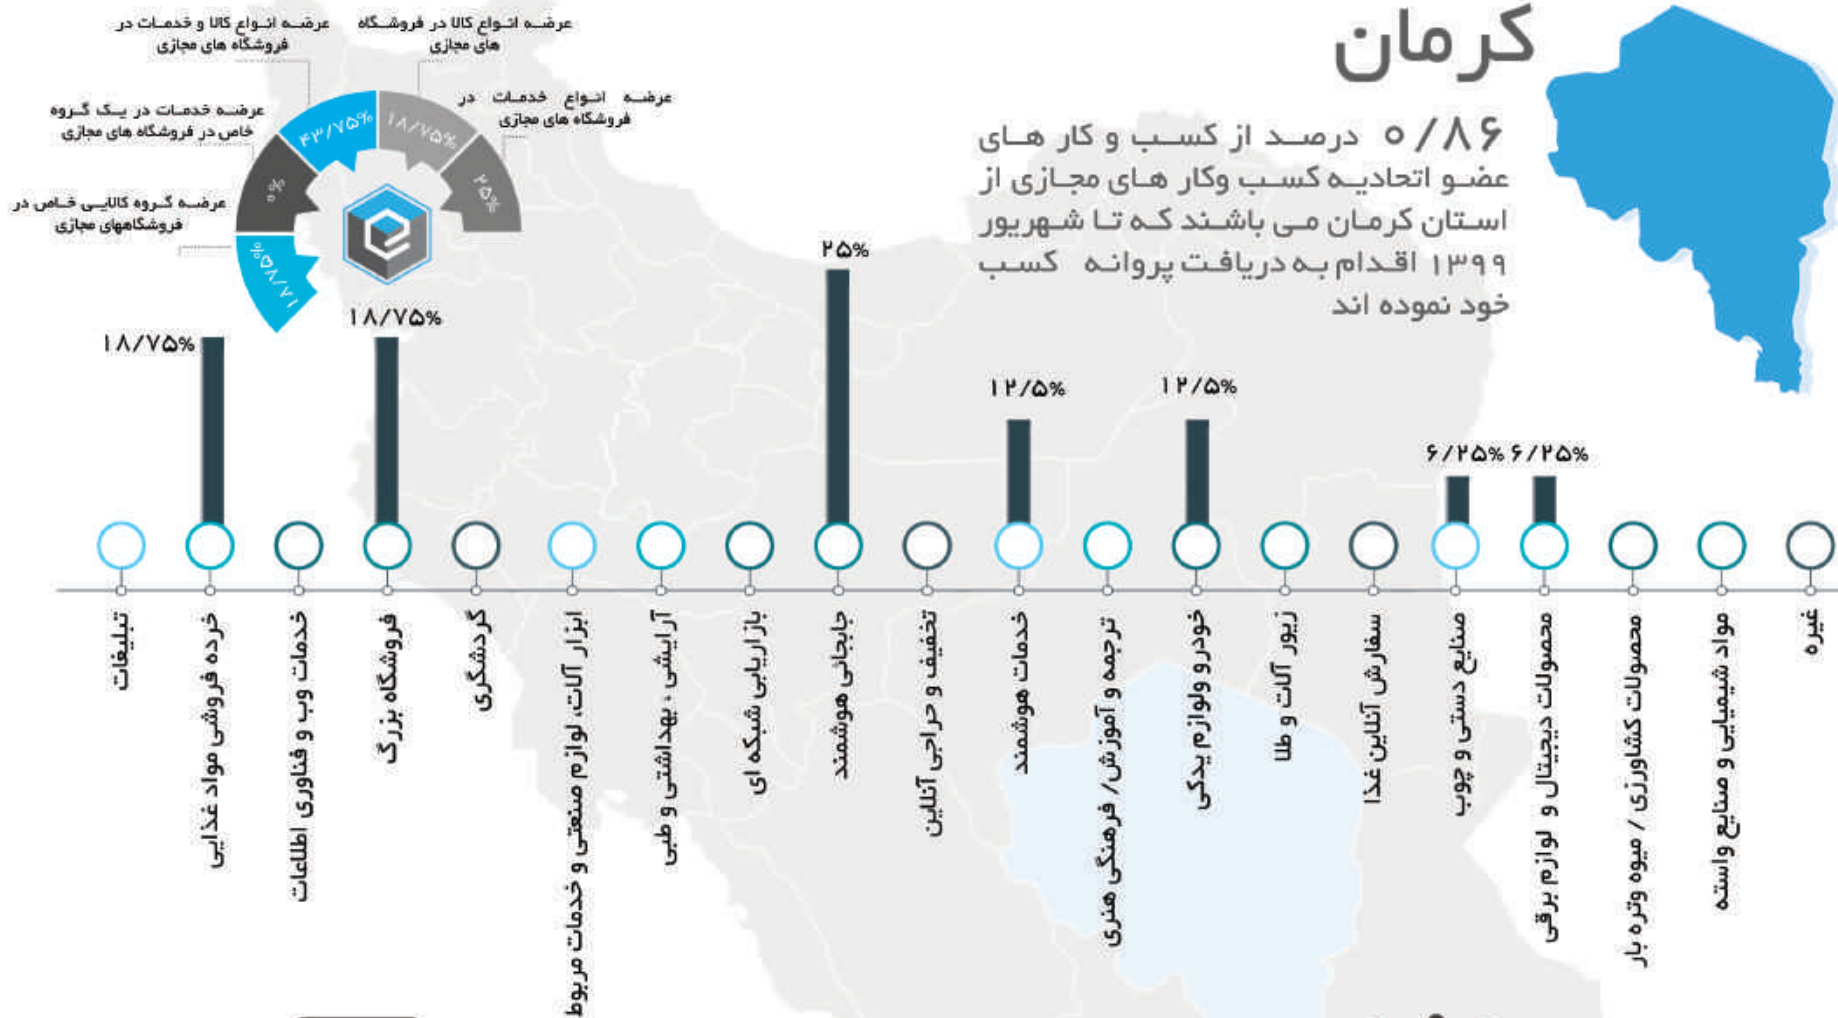 کرمان
۰/۸۶ درصد از کسب و کار های
عضو اتحادیه کسب وکار های مجازی از
استان کرمان می باشند که تا شهریور
۱۳۹۹ اقدام به دریافت پروانه کسب
خود نموده اند
عرضه انواع کالا در فروشگاه
های مجازی
عرضه انواع کالا و خدمات در
فروشگاه های مجازی
عرضه انواع خدمات در
فروشگاه های مجازی
عرضه خدمات در یک گروه
خاص در فروشگاه های مجازی
عرضه گروه کالایی خاص در
فروشگاههای مجازی
۲۵%
۱۸/۷۵%
۴۳/۷۵%
۰%
۱۸/۷۵%
۱۸/۷۵%
۱۸/۷۵%
۲۵%
۱۲/۵%
۱۲/۵%
۶/۲۵%
۶/۲۵%
تبلیغات
خرده فروشی مواد غذایی
خدمات وب و فناوری اطلاعات
فروشگاه بزرگ
گردشگری
ابزار آلات، لوازم صنعتی و خدمات مربوط
آرایشی ، بهداشتی و طبی
بازاریابی شبکه ای
جابجائی هوشمند
تخفیف و حراجی آنلاین
خدمات هوشمند
ترجمه و آموزش/ فرهنگی هنری
خودرو ولوازم یدکی
زیور آلات و طلا
سفارش آنلاین غذا
صنایع دستی و چوب
محصولات دیجیتال و لوازم برقی
محصولات کشاورزی / میوه وتره بار
مواد شیمیایی و صنایع واسته
غیره